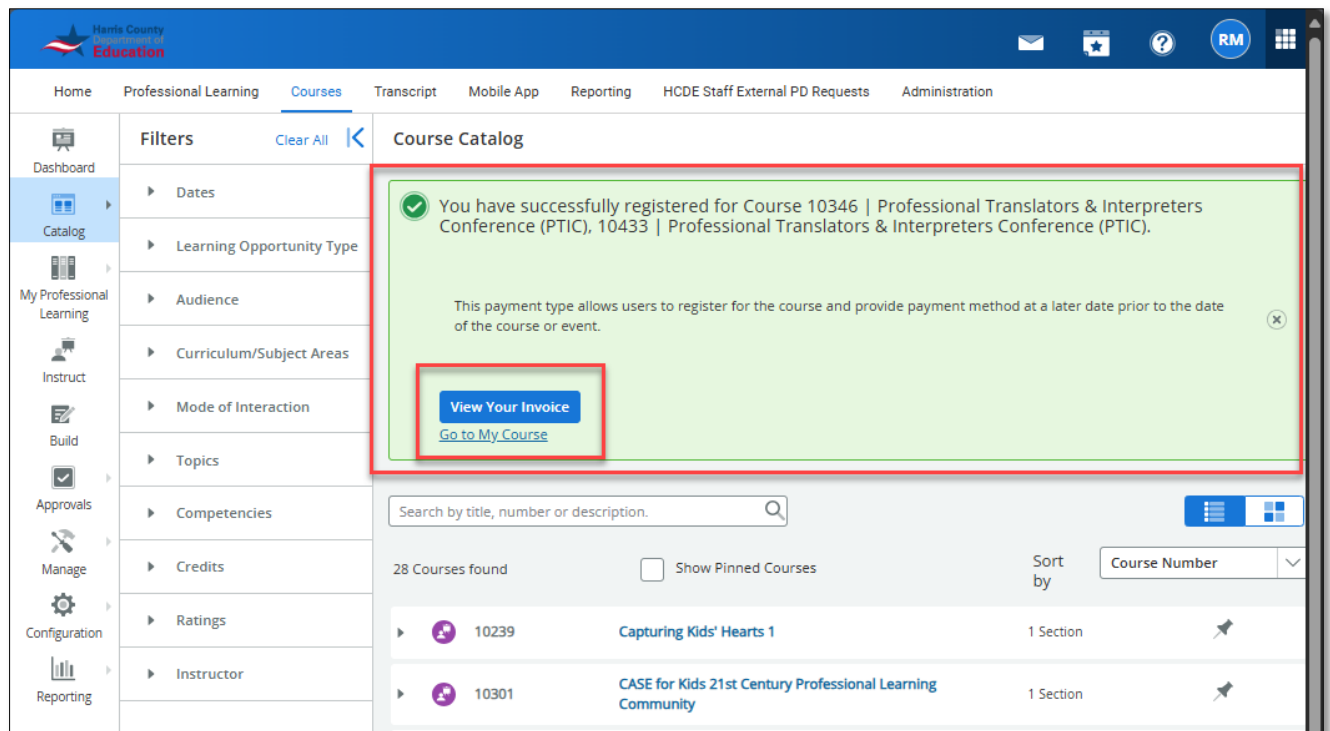 Harris County
Department of
Education
RM
Home Professional Learning Courses Transcript Mobile App Reporting HCDE Staff External PD Requests Administration
Dashboard
Catalog
My Professional
Learning
Instruct
Build
Approvals
Manage
Configuration
Reporting
Filters Clear All
Dates
Learning Opportunity Type
Audience
Curriculum/Subject Areas
Mode of Interaction
Topics
Competencies
Credits
Ratings
Instructor
Course Catalog
You have successfully registered for Course 10346 | Professional Translators & Interpreters
Conference (PTIC), 10433 | Professional Translators & Interpreters Conference (PTIC).
This payment type allows users to register for the course and provide payment method at a later date prior to the date
of the course or event.
View Your Invoice
Go to My Course
Search by title, number or description.
28 Courses found Show Pinned Courses Sort
by Course Number
10239 Capturing Kids' Hearts 1 1 Section
10301 CASE for Kids 21st Century Professional Learning
Community 1 Section